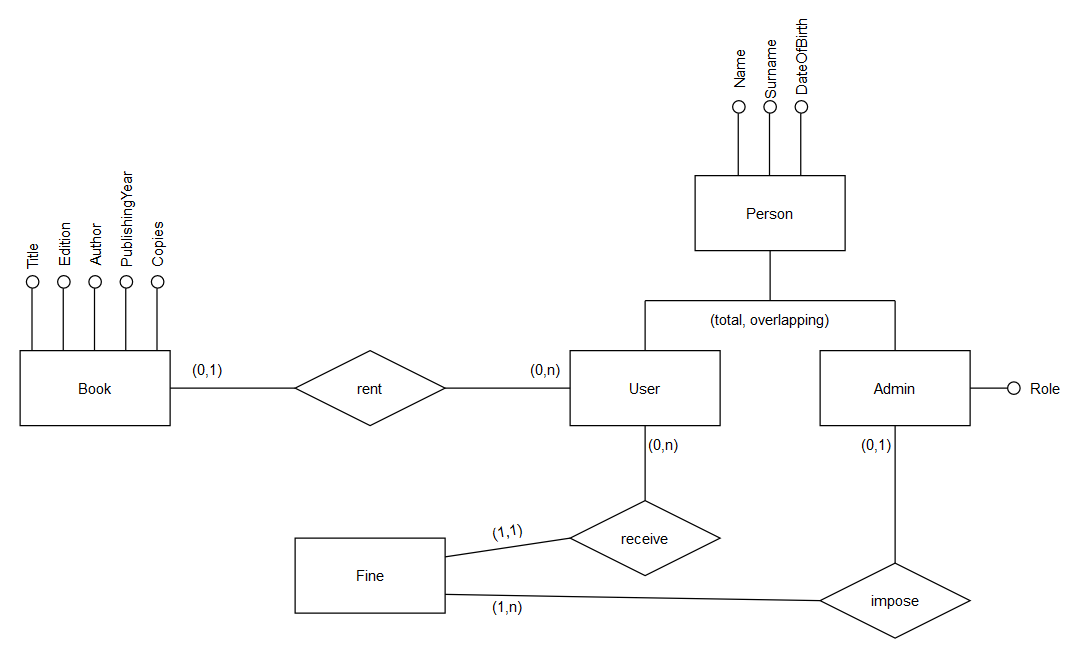 Name
Surname
DateOfBirth
Person
(total, overlapping)
Title
Edition
Author
PublishingYear
Copies
Book
(0,1)
rent
(0,n)
User
Admin
Role
(0,n)
(0,1)
receive
(1,1)
Fine
(1,n)
impose